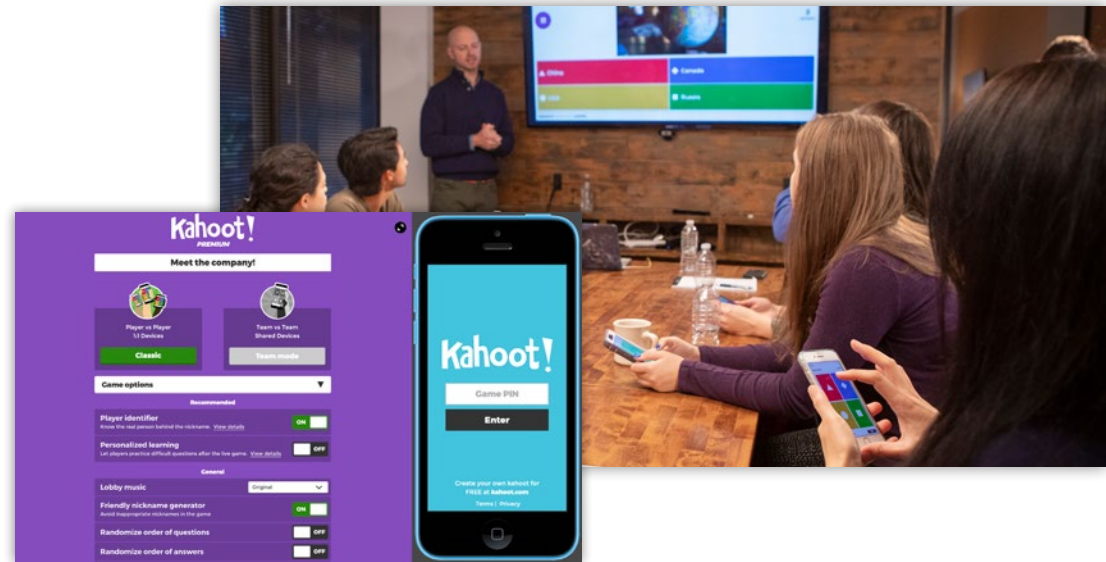 China
Canada
USA
Russia
Kahoot!
PREMIUM
Meet the company!
Player vs Player
1:1 Devices
Classic
Team vs Team
Shared Devices
Team mode
Game options
Recommended
Player identifier
Know the real person behind the nickname. View details
ON
Personalized learning
Let players practice difficult questions after the live game. View details
OFF
General
Lobby music
Original
Friendly nickname generator
Avoid inappropriate nicknames in the game
ON
Randomize order of questions
OFF
Randomize order of answers
OFF
Kahoot!
Game PIN
Enter
Create your own kahoot for
FREE at kahoot.com
Terms | Privacy